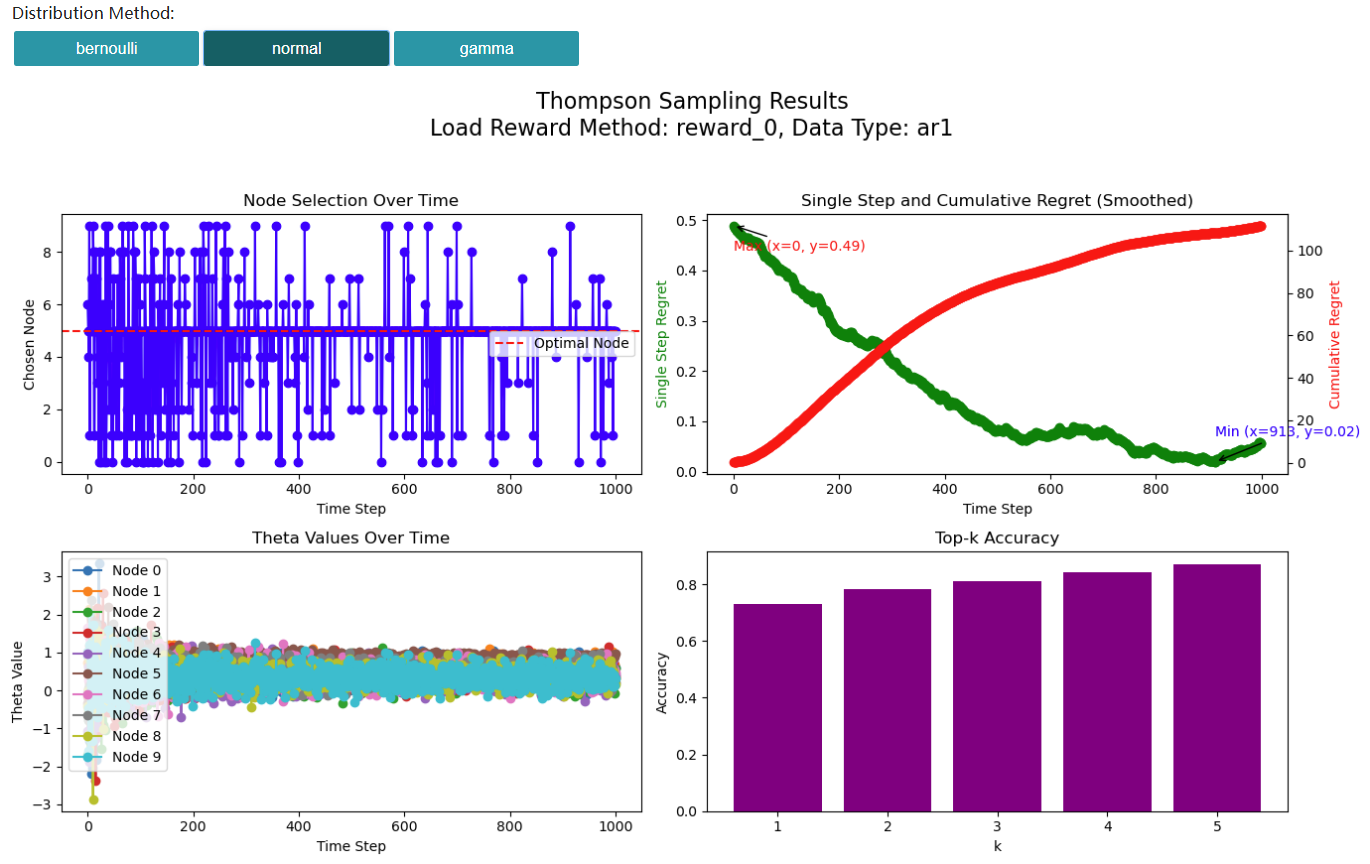 Distribution Method:
bernoulli normal gamma
Thompson Sampling Results
Load Reward Method: reward_0, Data Type: ar1
Node Selection Over Time
Chosen Node
8
6
4
2
0
Optimal Node
0 200 400 600 800 1000
Time Step
Single Step and Cumulative Regret (Smoothed)
Single Step Regret
0.5
0.4
0.3
0.2
0.1
0.0
Max (x=0, y=0.49)
Min (x=913, y=0.02)
100
80
60
40
20
0
Cumulative Regret
0 200 400 600 800 1000
Time Step
Theta Values Over Time
Theta Value
3
2
1
0
−1
−2
−3
Node 0
Node 1
Node 2
Node 3
Node 4
Node 5
Node 6
Node 7
Node 8
Node 9
0 200 400 600 800 1000
Time Step
Top-k Accuracy
Accuracy
0.8
0.6
0.4
0.2
0.0
1 2 3 4 5
k